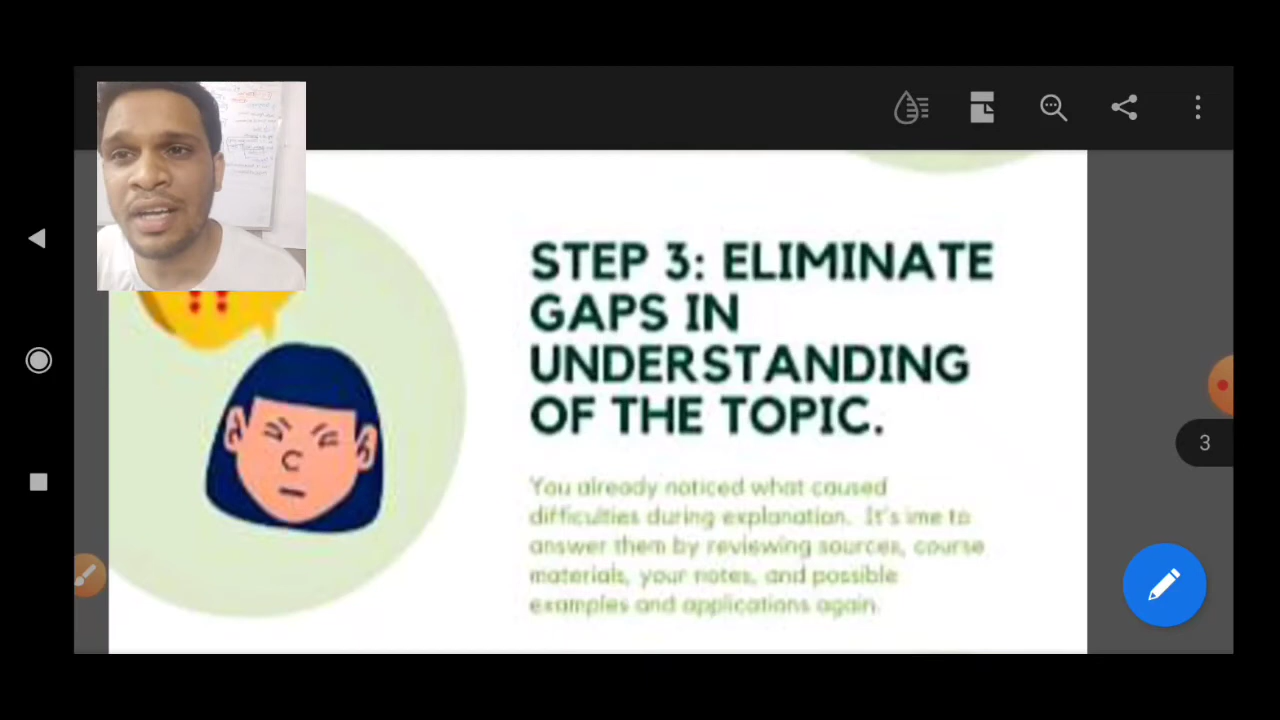 STEP 3: ELIMINATE
GAPS IN
UNDERSTANDING
OF THE TOPIC.
You already noticed what caused
difficulties during explanation. It's ime to
answer them by reviewing sources, course
materials, your notes, and possible
examples and applications again.
3